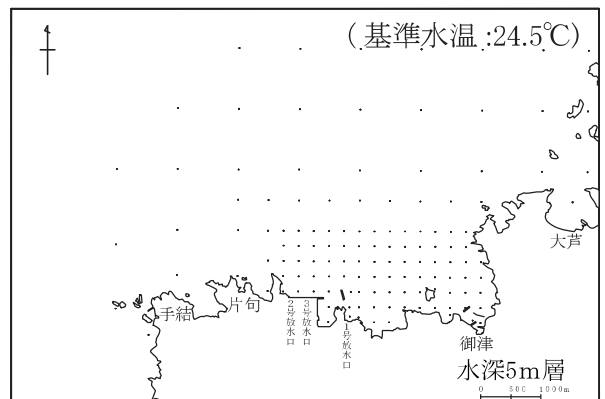 (基準水温 :24.5℃)
大芦
手結
片句
2号放水口
3号放水口
1号放水口
御津
水深5m層
0 500 1000m